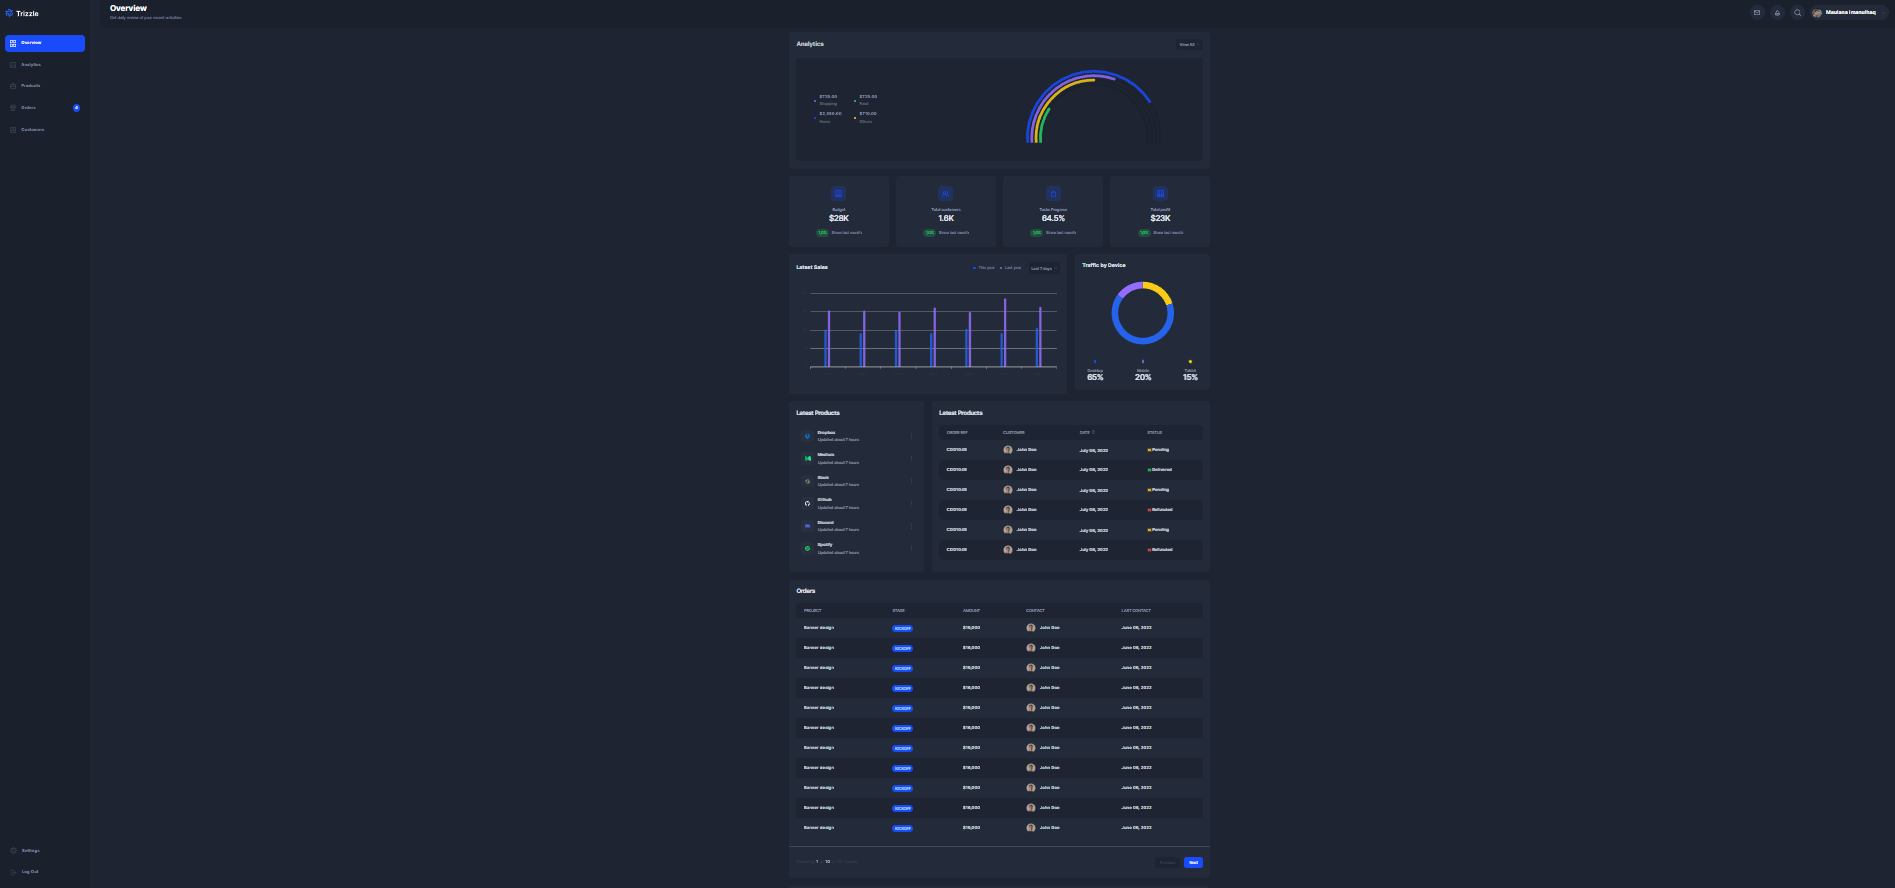 Trizzle
Overview
Get daily review of your recent activities
Maulana Imanulhaq
Overview
Analytics
Products
Orders
Customers
Settings
Log Out
Analytics
View All
Shopping
Food
Home
Others
Budget
$28K
Since last month
Total customers
1.6K
Since last month
Tasks Progress
64.5%
Since last month
Total profit
$23K
Since last month
Latest Sales
This year
Last year
Last 7 days
Traffic by Device
Desktop
65%
Mobile
20%
Tablet
15%
Latest Products
Dropbox
Updated about 7 hours
Medium
Updated about 7 hours
Slack
Updated about 7 hours
Github
Updated about 7 hours
Discord
Updated about 7 hours
Spotify
Updated about 7 hours
Latest Products
ORDER REF CUSTOMER DATE STATUS
CDD1049 John Doe July 08, 2022 Pending
CDD1049 John Doe July 08, 2022 Delivered
CDD1049 John Doe July 08, 2022 Pending
CDD1049 John Doe July 08, 2022 Refunded
CDD1049 John Doe July 08, 2022 Pending
CDD1049 John Doe July 08, 2022 Refunded
Orders
PROJECT STAGE AMOUNT CONTACT LAST CONTACT
Banner design KICKOFF $16,000 John Doe June 08, 2022
Banner design KICKOFF $16,000 John Doe June 08, 2022
Banner design KICKOFF $16,000 John Doe June 08, 2022
Banner design KICKOFF $16,000 John Doe June 08, 2022
Banner design KICKOFF $16,000 John Doe June 08, 2022
Banner design KICKOFF $16,000 John Doe June 08, 2022
Banner design KICKOFF $16,000 John Doe June 08, 2022
Banner design KICKOFF $16,000 John Doe June 08, 2022
Banner design KICKOFF $16,000 John Doe June 08, 2022
Banner design KICKOFF $16,000 John Doe June 08, 2022
Banner design KICKOFF $16,000 John Doe June 08, 2022
1 10
Previous Next